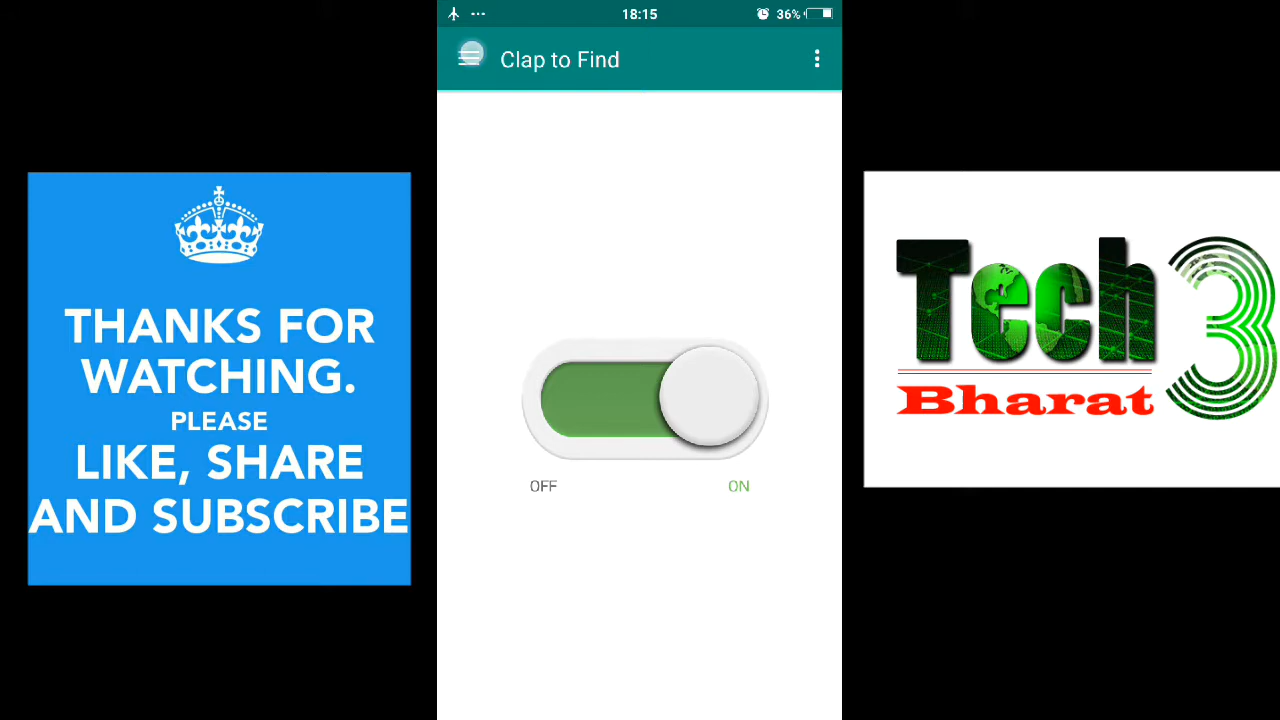 18:15
36%
Clap to Find
THANKS FOR
WATCHING.
PLEASE
LIKE, SHARE
AND SUBSCRIBE
OFF
ON
Tech 3
Bharat